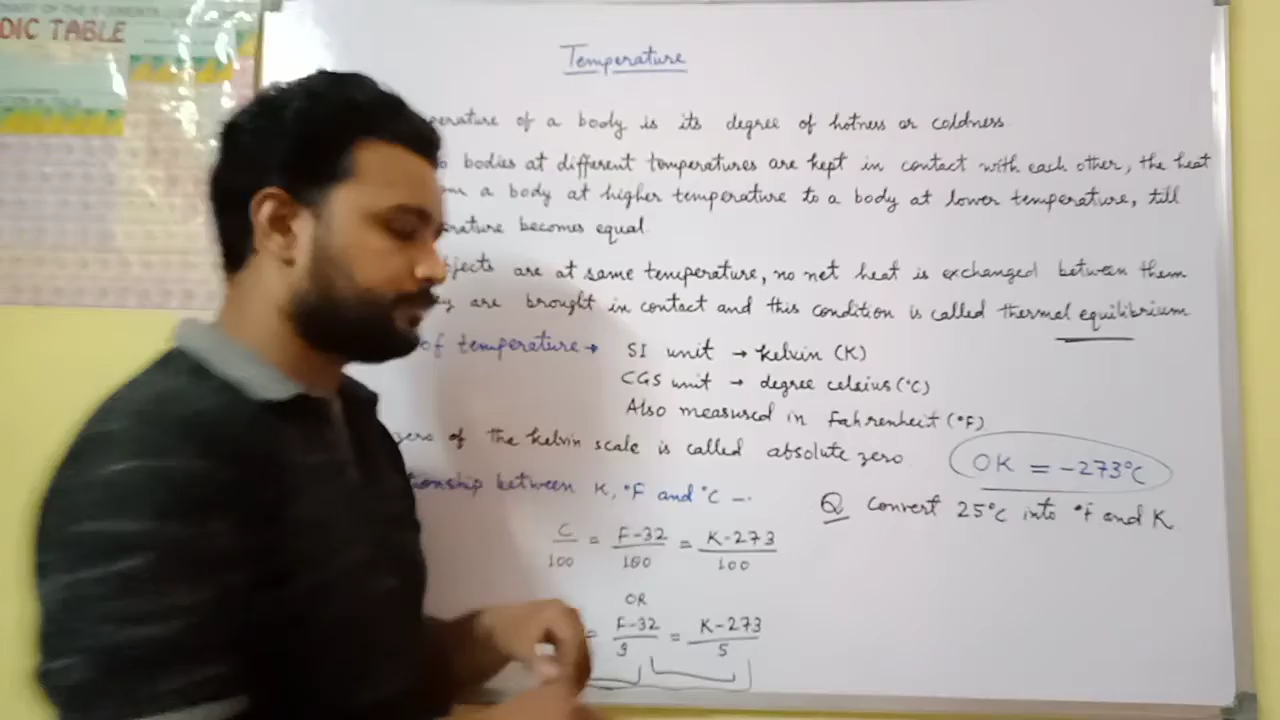 DIC TABLE
Temperature
perature of a body is its degree of hotness or coldness
bodies at different temperatures are kept in contact with each other, the heat
a body at higher temperature to a body at lower temperature, till
erature becomes equal
jects are at same temperature, no net heat is exchanged between them
are brought in contact and this condition is called thermal equilibrium
of temperature → SI unit → kelvin (K)
CGS unit → degree celsius (°C)
Also measured in Fahrenheit (°F)
zero of the kelvin scale is called absolute zero
0K = -273°C
tionship between K, °F and °C -.
Q Convert 25°C into °F and K
C/100 = F-32/180 = K-273/100
OR
= F-32/9 = K-273/5